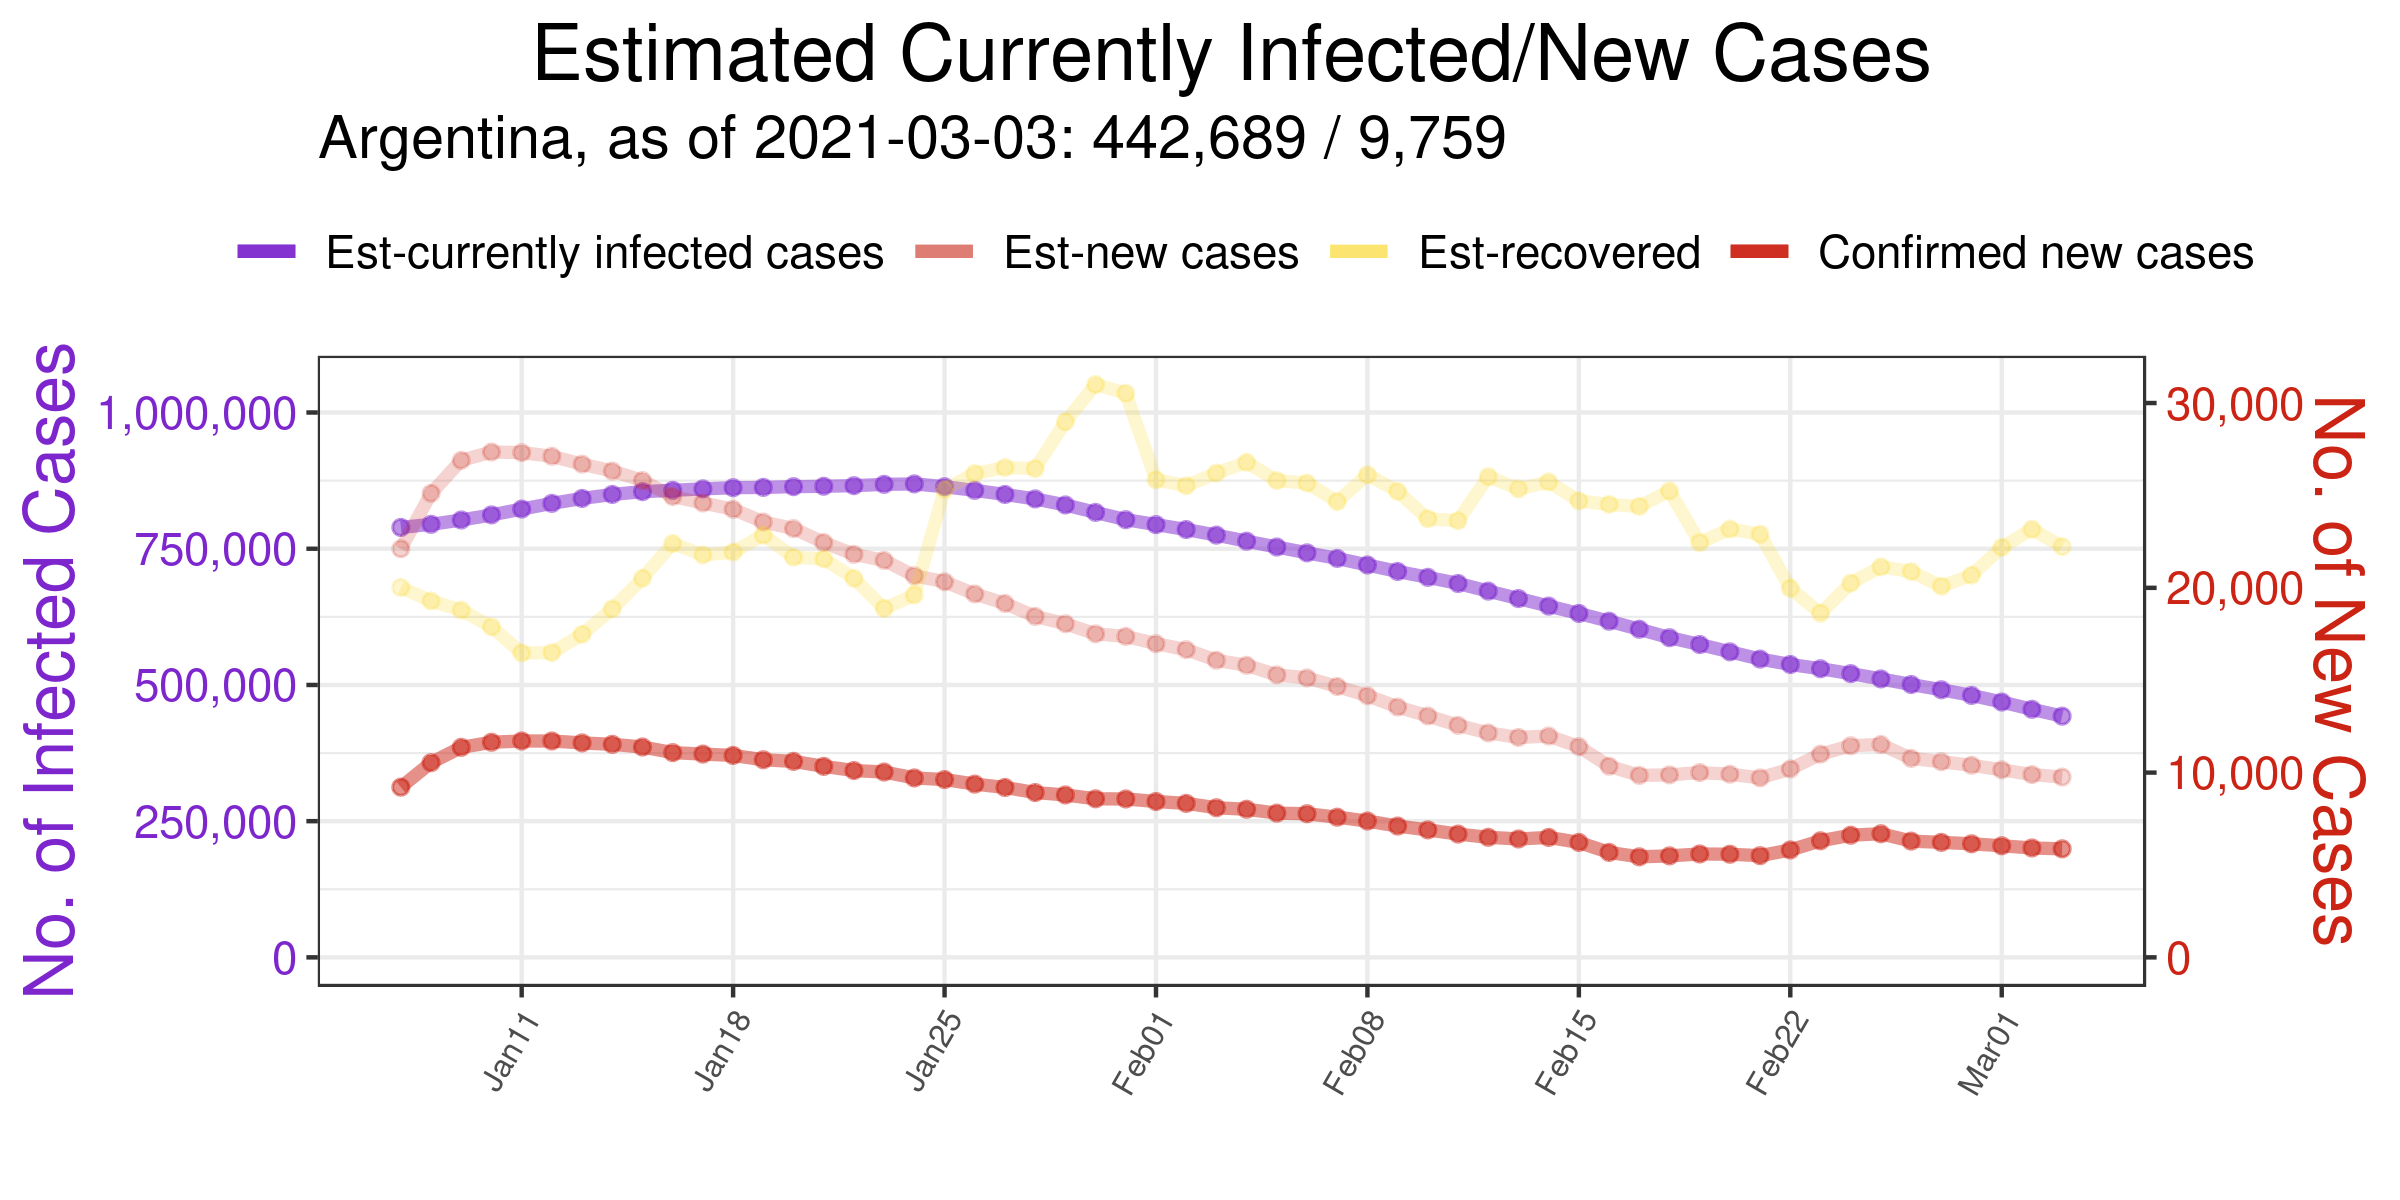 Estimated Currently Infected/New Cases
Argentina, as of 2021-03-03: 442,689 / 9,759
Est-currently infected cases Est-new cases Est-recovered Confirmed new cases
No. of Infected Cases
1,000,000
750,000
500,000
250,000
0
30,000
20,000
10,000
0
No. of New Cases
Jan11 Jan18 Jan25 Feb01 Feb08 Feb15 Feb22 Mar01